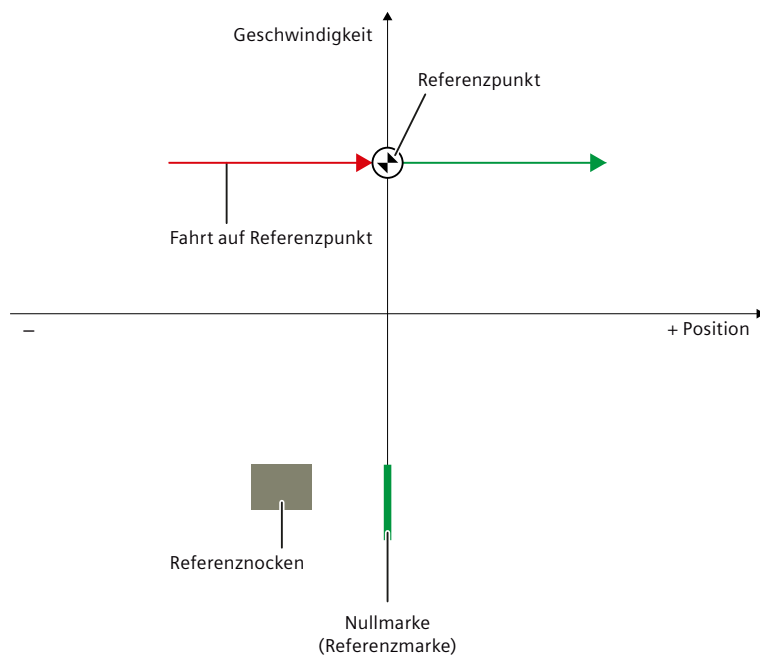 Geschwindigkeit
Referenzpunkt
Fahrt auf Referenzpunkt
–
+ Position
Referenznocken
Nullmarke
(Referenzmarke)